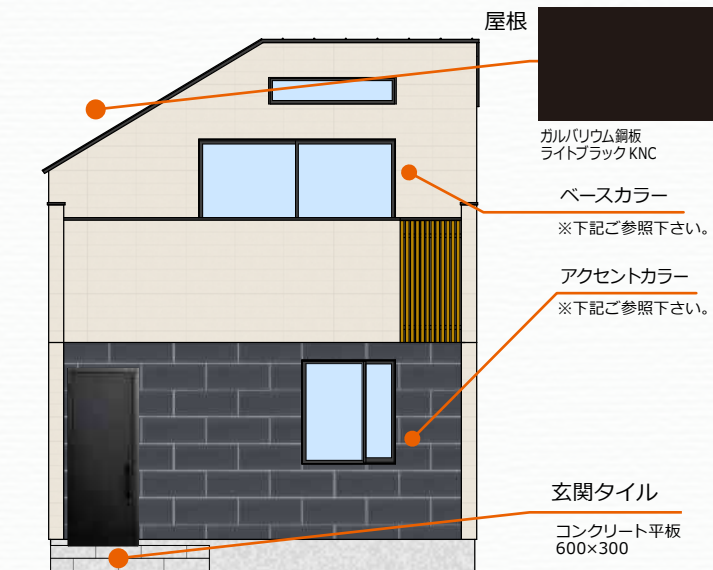 屋根
ガルバリウム鋼板
ライトブラック KNC
ベースカラー
※下記ご参照下さい。
アクセントカラー
※下記ご参照下さい。
玄関タイル
コンクリート平板
600×300